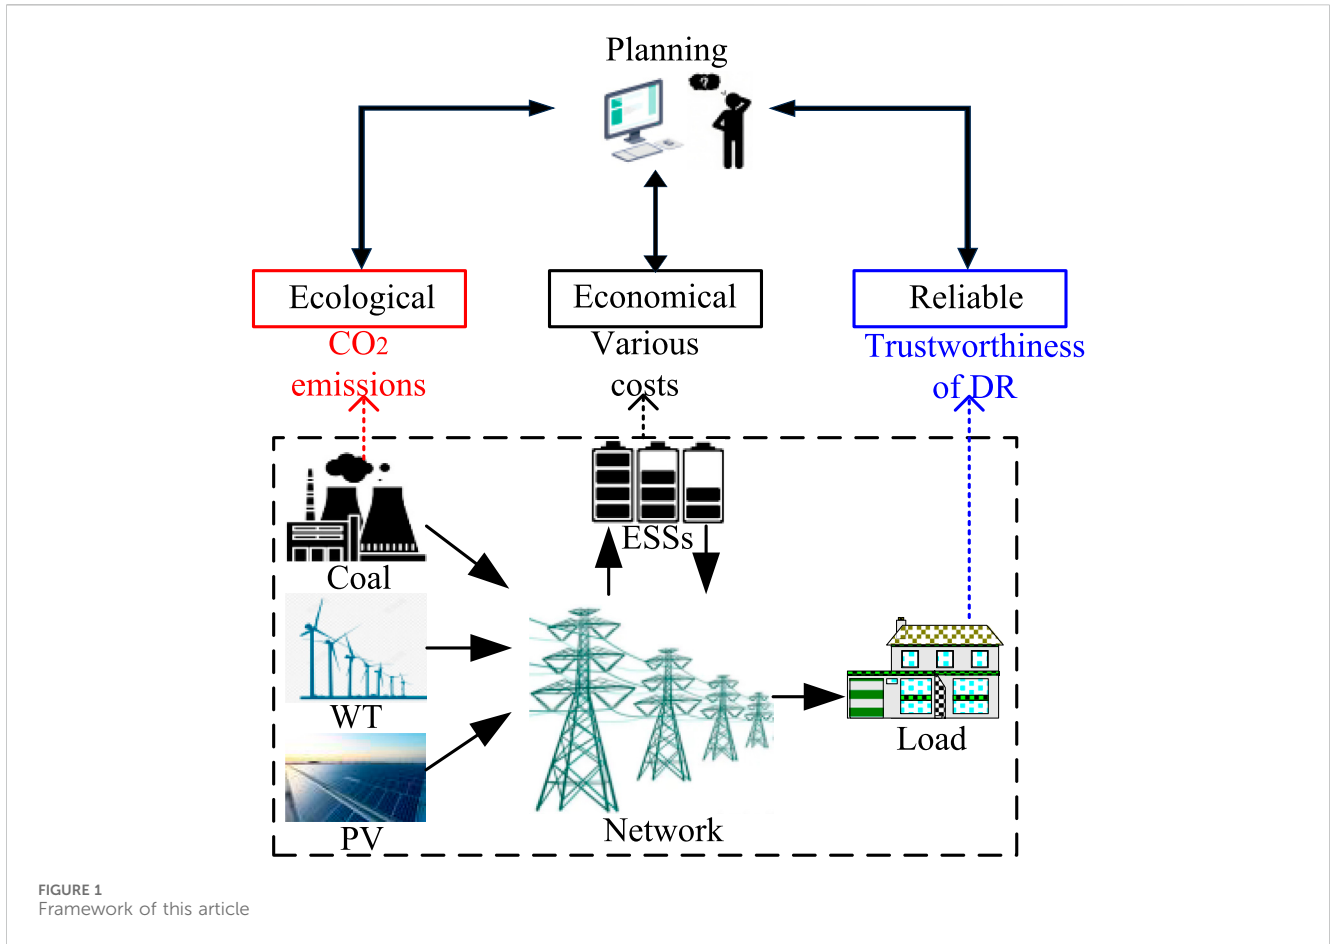 Planning
?
Ecological
Economical
Reliable
CO2
emissions
Various
costs
Trustworthiness
of DR
ESSs
Coal
WT
PV
Network
Load
FIGURE 1
Framework of this article